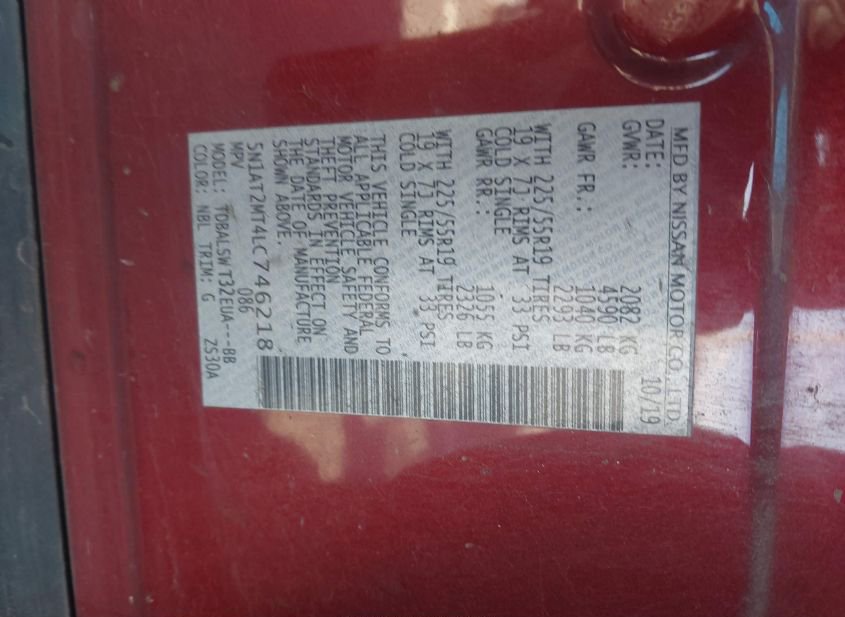 MFD BY NISSAN MOTOR CO., LTD.
DATE: 10/19
GVWR: 2082 KG
4590 LB
GAWR FR.: 1040 KG
2293 LB
WITH 225/55R19 TIRES
19 X 7J RIMS AT 33 PSI
COLD SINGLE
GAWR RR.: 1055 KG
2326 LB
WITH 225/55R19 TIRES
19 X 7J RIMS AT 33 PSI
COLD SINGLE
THIS VEHICLE CONFORMS TO
ALL APPLICABLE FEDERAL
MOTOR VEHICLE SAFETY AND
THEFT PREVENTION
STANDARDS IN EFFECT ON
THE DATE OF MANUFACTURE
SHOWN ABOVE.
5N1AT2MT4LC746218
MPV 086
MODEL: TDBALSW T32EUA---BB
COLOR: NBL TRIM: G ZS30A